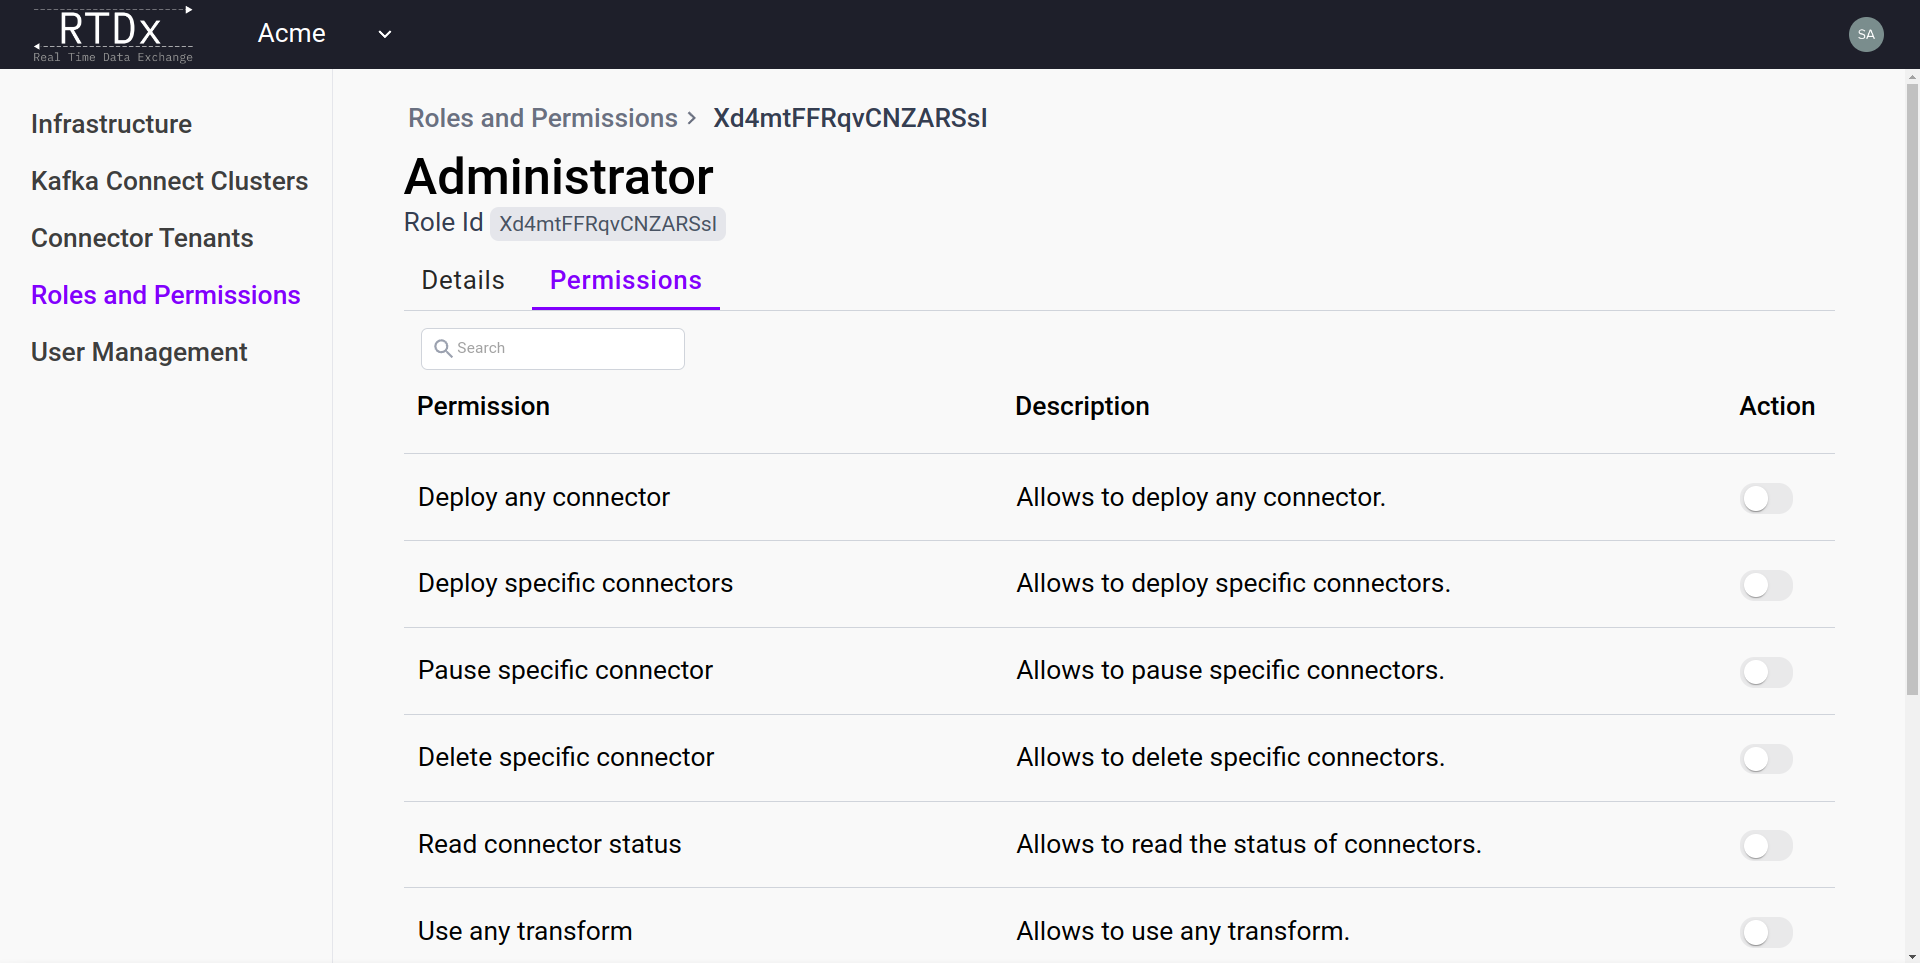 RTDx
Real Time Data Exchange
Acme
SA
Infrastructure
Kafka Connect Clusters
Connector Tenants
Roles and Permissions
User Management
Roles and Permissions > Xd4mtFFRqvCNZARSsI
Administrator
Role Id Xd4mtFFRqvCNZARSsI
Details Permissions
Search
Permission Description Action
Deploy any connector Allows to deploy any connector.
Deploy specific connectors Allows to deploy specific connectors.
Pause specific connector Allows to pause specific connectors.
Delete specific connector Allows to delete specific connectors.
Read connector status Allows to read the status of connectors.
Use any transform Allows to use any transform.